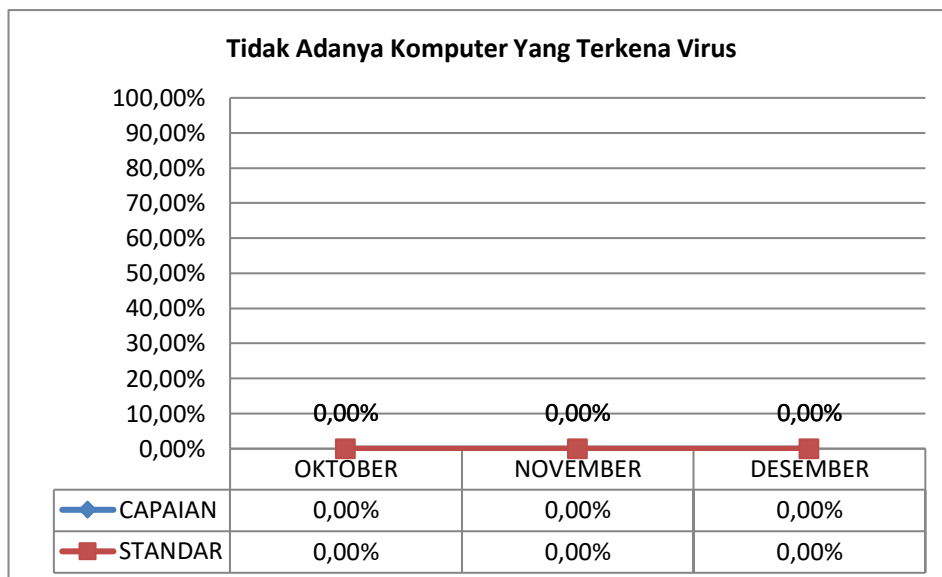 Tidak Adanya Komputer Yang Terkena Virus
100,00%
90,00%
80,00%
70,00%
60,00%
50,00%
40,00%
30,00%
20,00%
10,00%
0,00%
0,00% 0,00% 0,00%
OKTOBER NOVEMBER DESEMBER
CAPAIAN 0,00% 0,00% 0,00%
STANDAR 0,00% 0,00% 0,00%